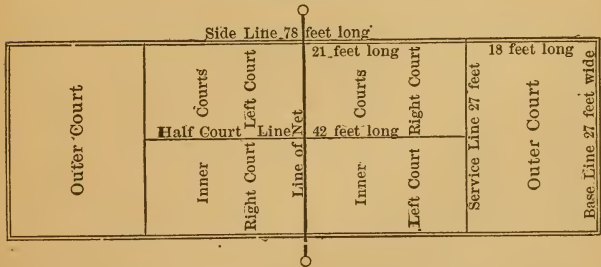 Side Line 78 feet long
21 feet long
18 feet long
Outer Court
Courts
Left Court
Courts
Right Court
Half Court Line
42 feet long
Line of Net
Inner
Right Court
Inner
Left Court
Service Line 27 feet
Outer Court
Base Line 27 feet wide